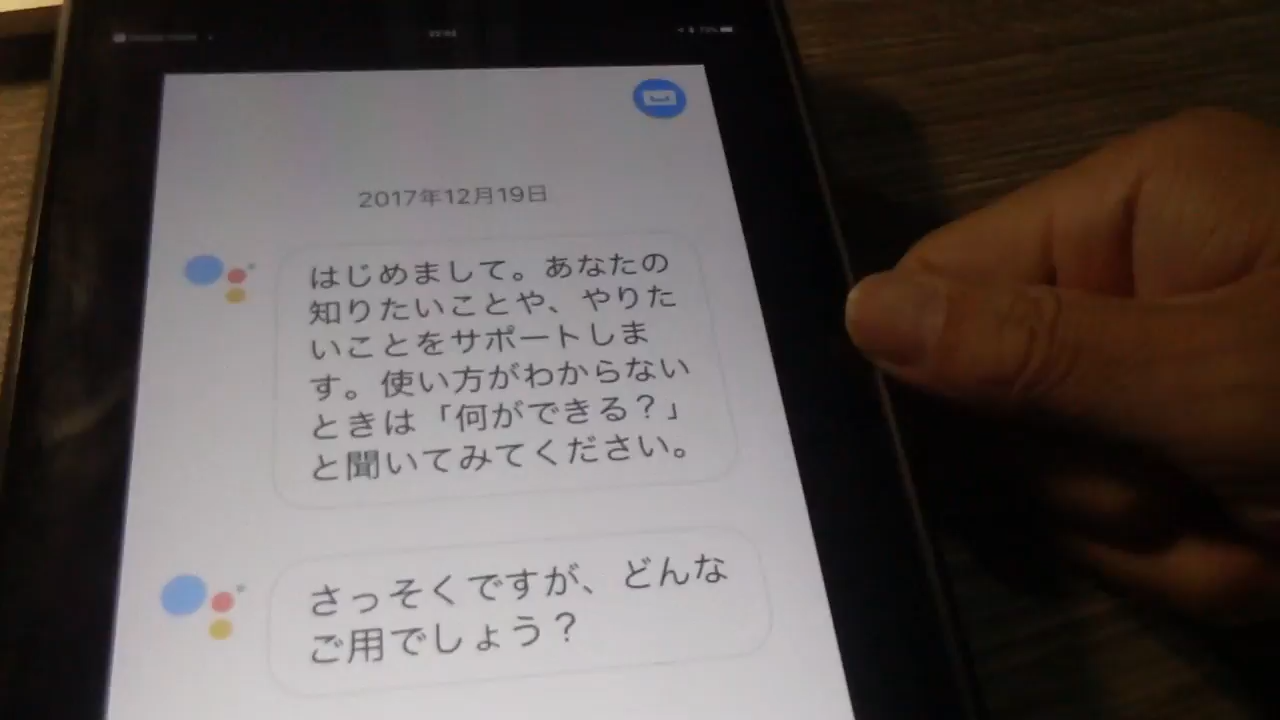 2017年12月19日
はじめまして。あなたの
知りたいことや、やりた
いことをサポートしま
す。使い方がわからない
ときは「何ができる？」
と聞いてみてください。
さっそくですが、どんな
ご用でしょう？